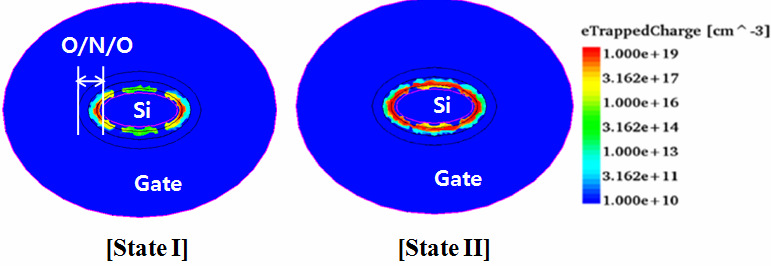 O/N/O
Si
Gate
[State I]
Si
Gate
[State II]
eTrappedCharge [cm^-3]
1.000e+19
3.162e+17
1.000e+16
3.162e+14
1.000e+13
3.162e+11
1.000e+10